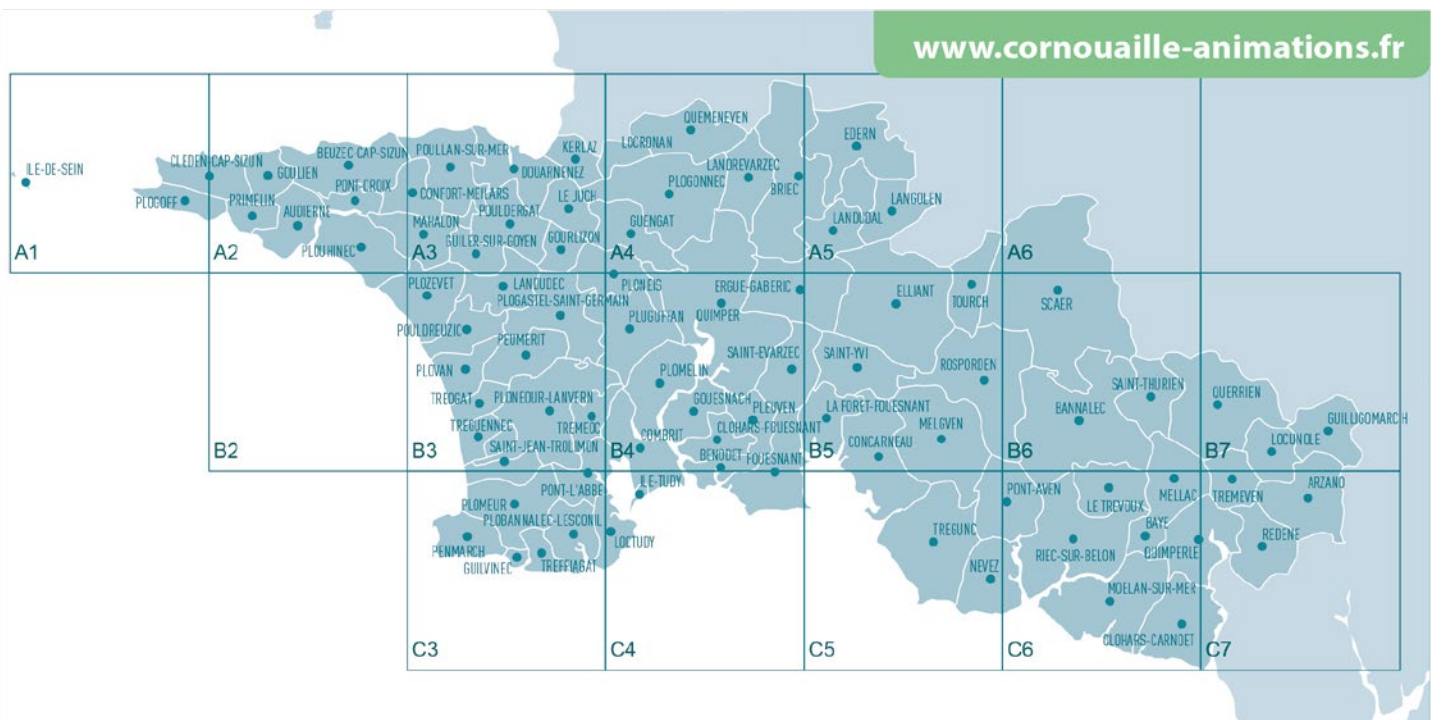 www.cornouaille-animations.fr
ILE-DE-SEIN
CLEDEN-CAP-SIZUN
GOULIEN
PLOGOFF
PRIMELIN
AUDIERNE
BEUZEC CAP-SIZUN
PONT-CROIX
PLOUHINEC
A1
A2
POULLAN-SUR-MER
KERLAZ
DOUARNENEZ
CONFORT-MEILARS
LE JUCH
POULDERGAT
MAHALON
GUILER-SUR-GOYEN
GOURLIZON
A3
QUEMENEVEN
LOCRONAN
LANDREVARZEC
PLOGONNEC
BRIEC
GUENGAT
A4
EDERN
LANGOLEN
LANDUDAL
A5
A6
PLOZEVET
LANDUDEC
PLOGASTEL-SAINT-GERMAIN
POULDREUZIC
PEUMERIT
PLOVAN
TREOGAT
PLONEOUR-LANVERN
TREGUENNEC
TREMEOC
SAINT-JEAN-TROLIMON
B2
B3
PLONEIS
ERGUE-GABERIC
PLUGUFFAN
QUIMPER
SAINT-EVARZEC
PLOMELIN
GOUESNACH
PLEUVEN
CLOHARS-FOUESNANT
COMBRIT
BENODET
FOUESNANT
B4
ELLIANT
TOURCH
SAINT-YVI
ROSPORDEN
LA FORET-FOUESNANT
MELGVEN
CONCARNEAU
B5
SCAER
SAINT-THURIEN
BANNALEC
B6
QUERRIEN
GUILLIGOMARCH
LOCUNOLE
B7
PONT-L'ABBE
PLOMEUR
PLOBANNALEC-LESCONIL
PENMARCH
GUILVINEC
TREFFIAGAT
C3
ILE-TUDY
LOCTUDY
C4
TREGUNC
NEVEZ
C5
PONT-AVEN
LE TREVOUX
MELLAC
BAYE
QUIMPERLE
RIEC-SUR-BELON
MOELAN-SUR-MER
CLOHARS-CARNOET
C6
TREMEVEN
ARZANO
REDENE
C7